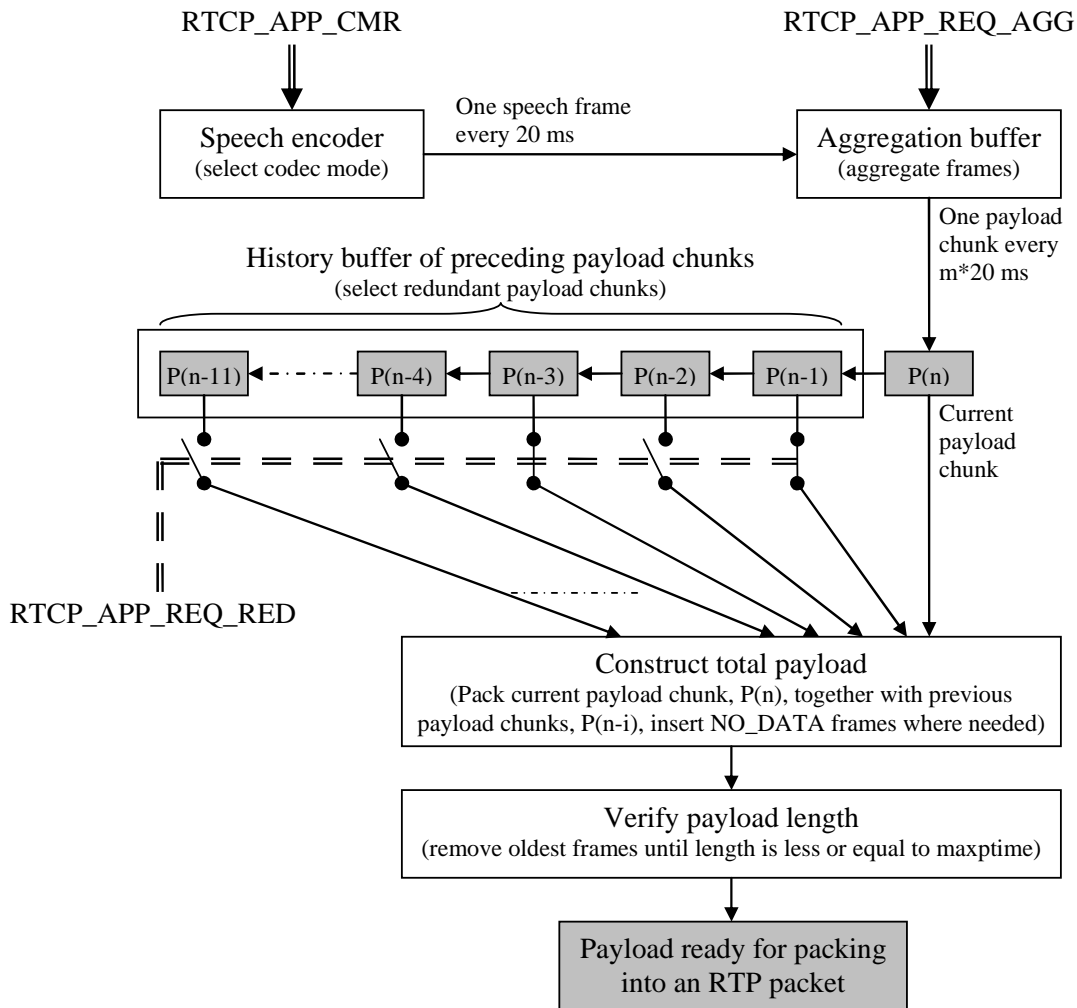 RTCP_APP_CMR
RTCP_APP_REQ_AGG
Speech encoder
(select codec mode)
One speech frame
every 20 ms
Aggregation buffer
(aggregate frames)
One payload
chunk every
m*20 ms
History buffer of preceding payload chunks
(select redundant payload chunks)
P(n-11)
P(n-4)
P(n-3)
P(n-2)
P(n-1)
P(n)
Current
payload
chunk
RTCP_APP_REQ_RED
Construct total payload
(Pack current payload chunk, P(n), together with previous
payload chunks, P(n-i), insert NO_DATA frames where needed)
Verify payload length
(remove oldest frames until length is less or equal to maxptime)
Payload ready for packing
into an RTP packet